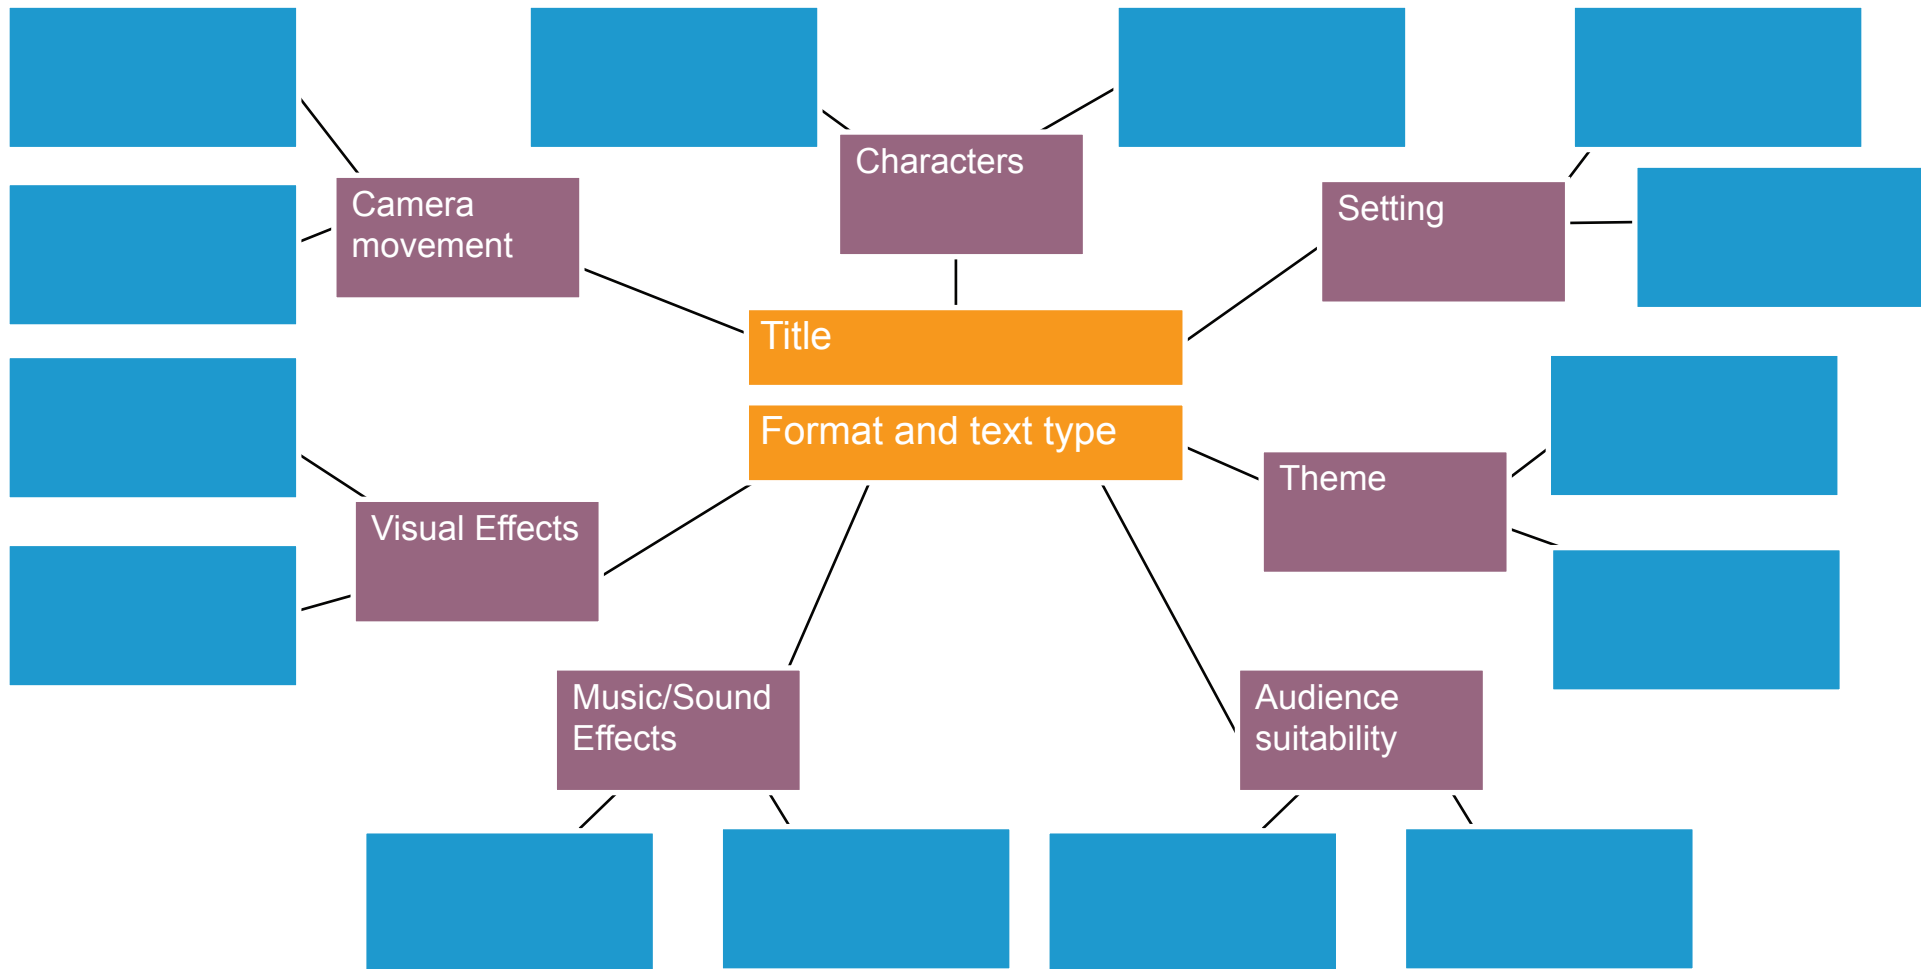 Characters
Camera
movement
Setting
Title
Format and text type
Theme
Visual Effects
Music/Sound
Effects
Audience
suitability